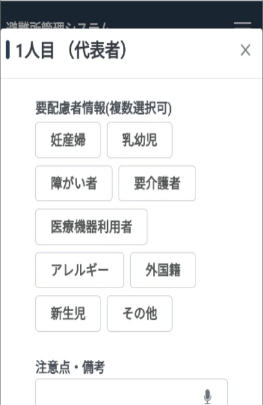 避難所管理システム
1人目 （代表者）
要配慮者情報(複数選択可)
妊産婦 乳幼児
障がい者 要介護者
医療機器利用者
アレルギー 外国籍
新生児 その他
注意点・備考